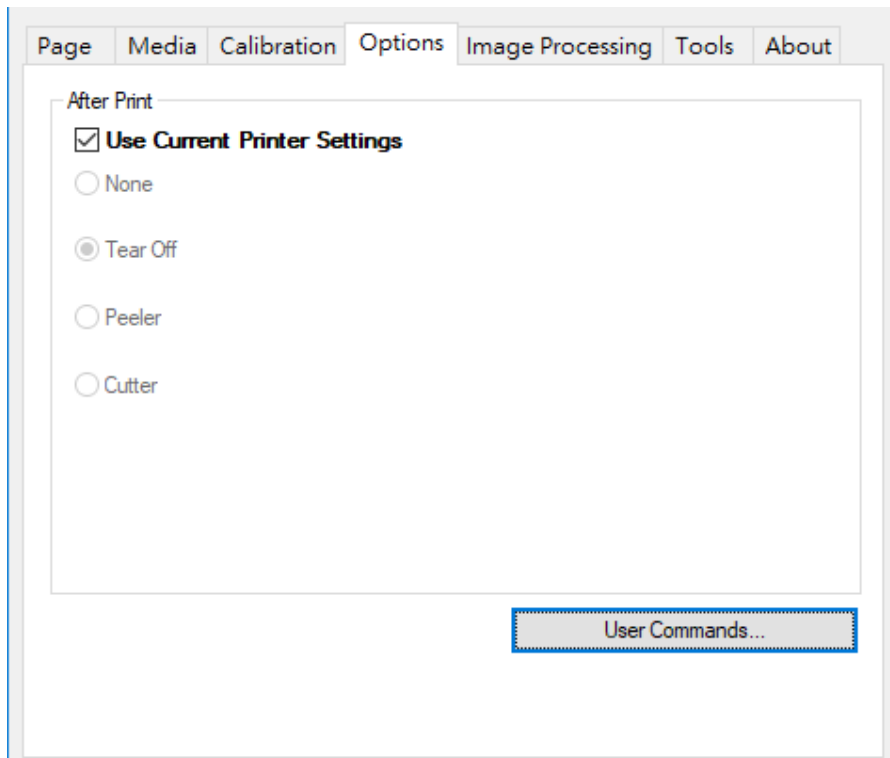 Page Media Calibration Options Image Processing Tools About
After Print
Use Current Printer Settings
None
Tear Off
Peeler
Cutter
User Commands...